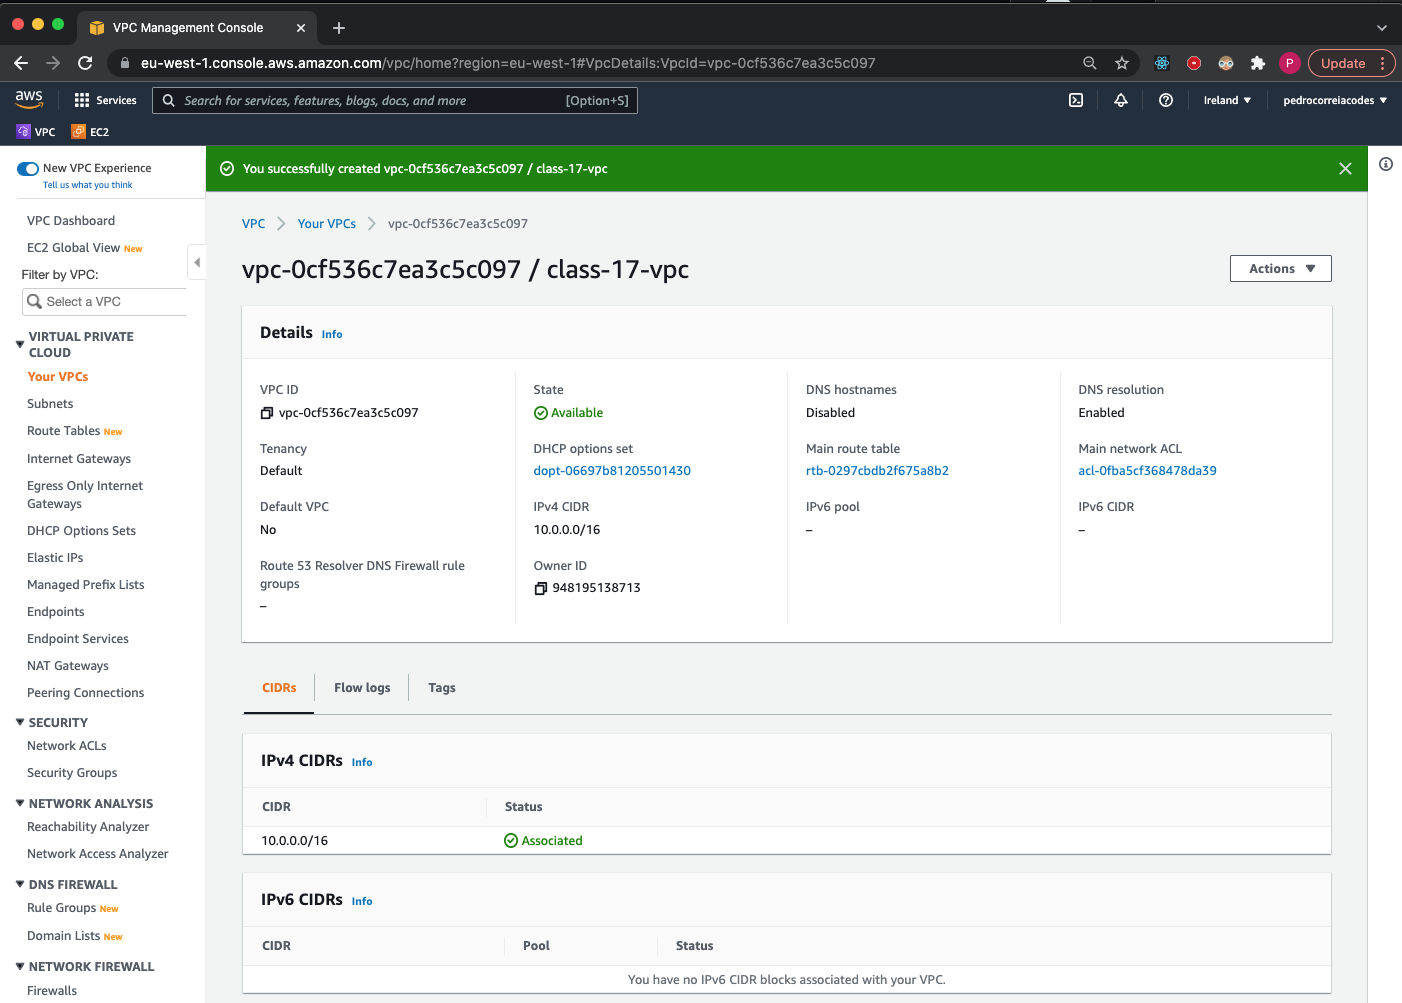 VPC Management Console
eu-west-1.console.aws.amazon.com/vpc/home?region=eu-west-1#VpcDetails:VpcId=vpc-0cf536c7ea3c5c097
P
Update
aws
Services
Search for services, features, blogs, docs, and more
[Option+S]
Ireland
pedrocorreiacodes
VPC
EC2
New VPC Experience
Tell us what you think
VPC Dashboard
EC2 Global View New
Filter by VPC:
Select a VPC
VIRTUAL PRIVATE
CLOUD
Your VPCs
Subnets
Route Tables New
Internet Gateways
Egress Only Internet
Gateways
DHCP Options Sets
Elastic IPs
Managed Prefix Lists
Endpoints
Endpoint Services
NAT Gateways
Peering Connections
SECURITY
Network ACLs
Security Groups
NETWORK ANALYSIS
Reachability Analyzer
Network Access Analyzer
DNS FIREWALL
Rule Groups New
Domain Lists New
NETWORK FIREWALL
Firewalls
You successfully created vpc-0cf536c7ea3c5c097 / class-17-vpc
VPC
Your VPCs
vpc-0cf536c7ea3c5c097
vpc-0cf536c7ea3c5c097 / class-17-vpc
Actions
Details Info
VPC ID
vpc-0cf536c7ea3c5c097
State
Available
DNS hostnames
Disabled
DNS resolution
Enabled
Tenancy
Default
DHCP options set
dopt-06697b81205501430
Main route table
rtb-0297cbdb2f675a8b2
Main network ACL
acl-0fba5cf368478da39
Default VPC
No
IPv4 CIDR
10.0.0.0/16
IPv6 pool
–
IPv6 CIDR
–
Route 53 Resolver DNS Firewall rule
groups
–
Owner ID
948195138713
CIDRs
Flow logs
Tags
IPv4 CIDRs Info
CIDR
Status
10.0.0.0/16
Associated
IPv6 CIDRs Info
CIDR
Pool
Status
You have no IPv6 CIDR blocks associated with your VPC.